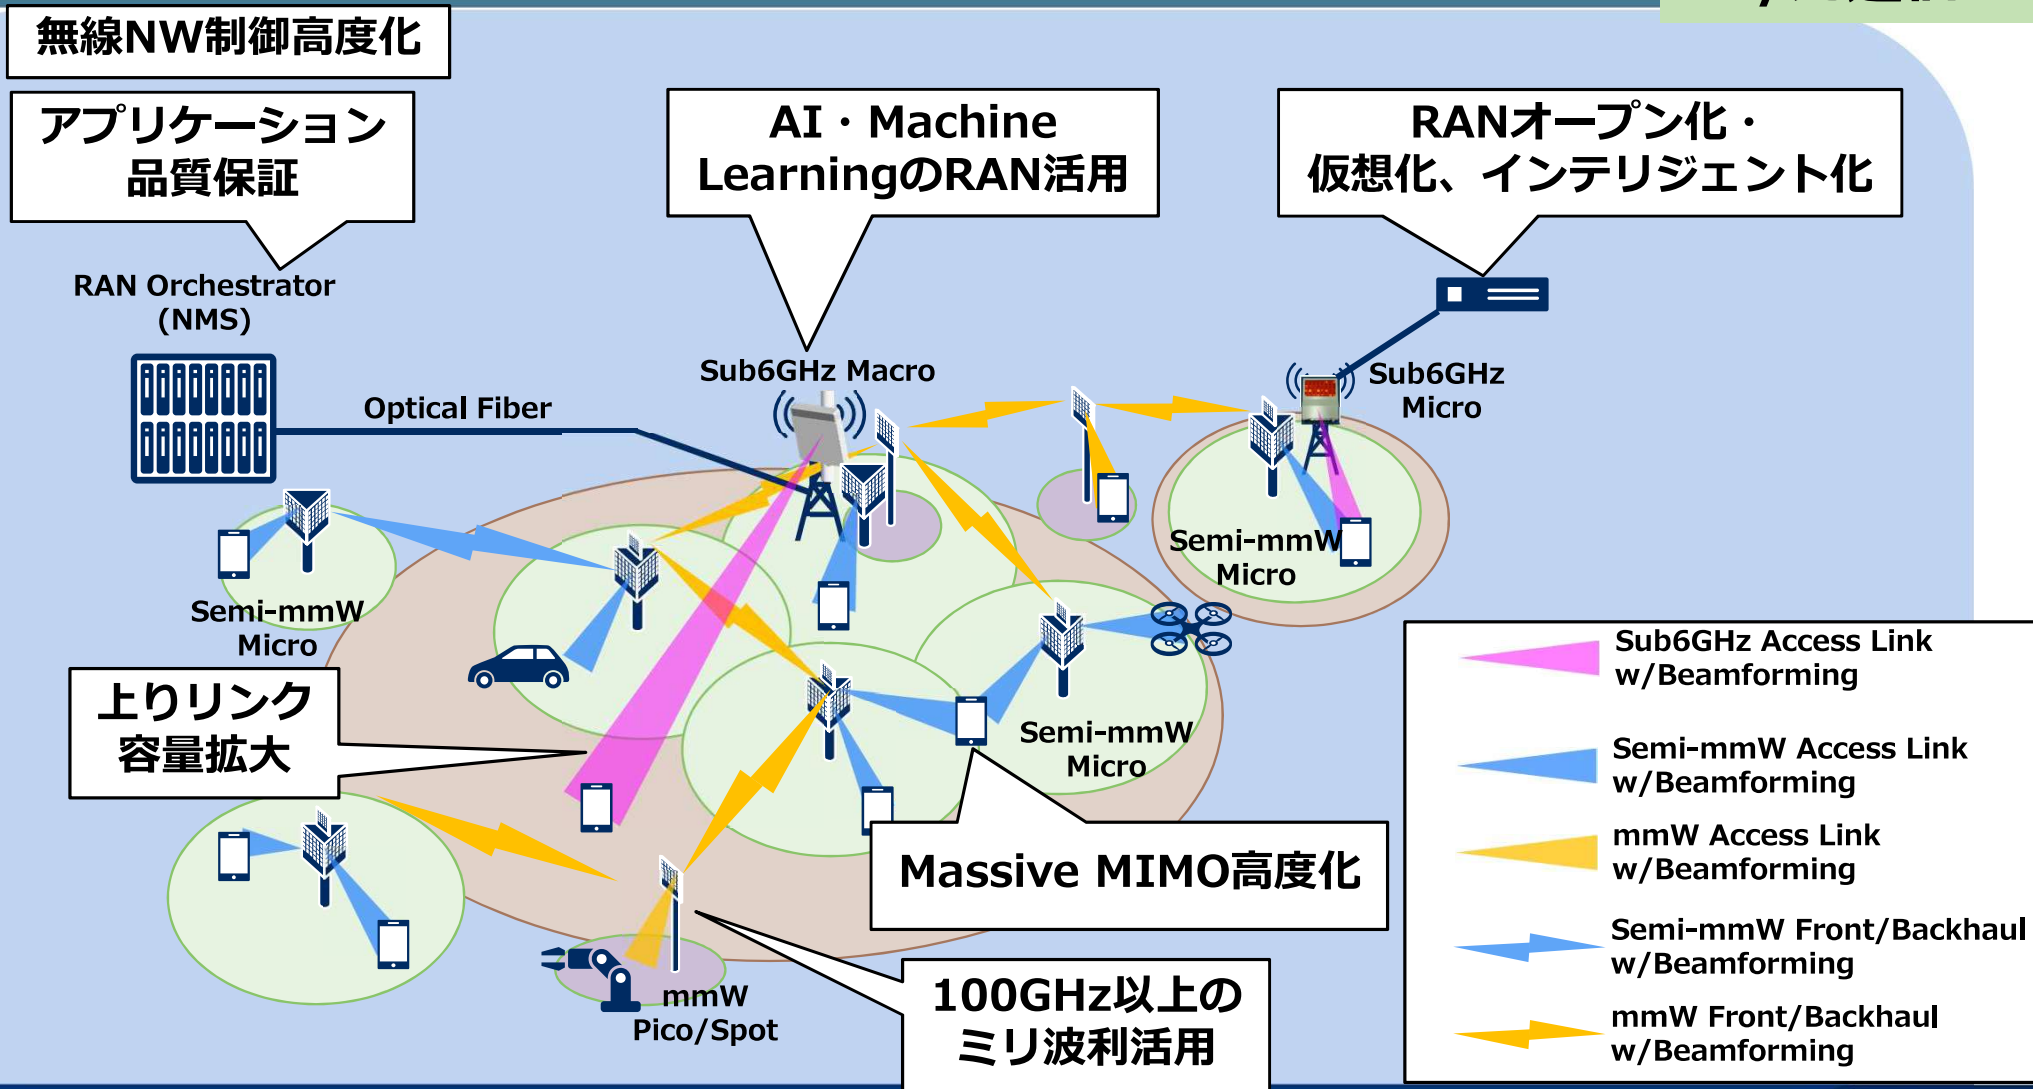 無線NW制御高度化
アプリケーション
品質保証
AI・Machine
LearningのRAN活用
RANオープン化・
仮想化、インテリジェント化
RAN Orchestrator
(NMS)
Optical Fiber
Sub6GHz Macro
Sub6GHz
Micro
Semi-mmW
Micro
Semi-mmW
Micro
上りリンク
容量拡大
Semi-mmW
Micro
Massive MIMO高度化
mmW
Pico/Spot
100GHz以上の
ミリ波利活用
Sub6GHz Access Link
w/Beamforming
Semi-mmW Access Link
w/Beamforming
mmW Access Link
w/Beamforming
Semi-mmW Front/Backhaul
w/Beamforming
mmW Front/Backhaul
w/Beamforming